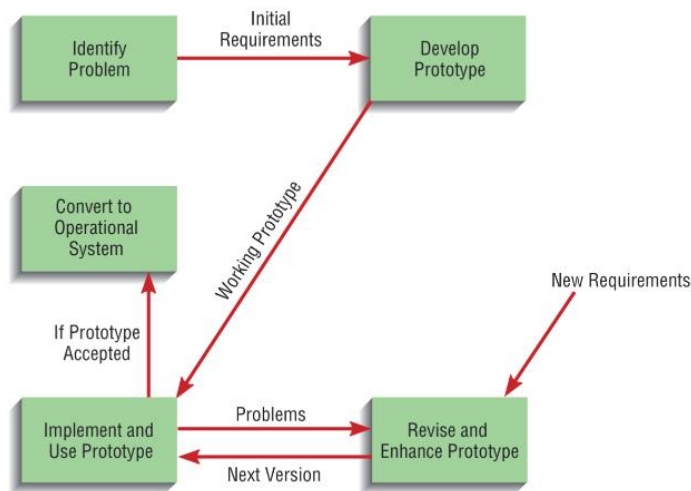 Initial
Requirements
Identify
Problem
Develop
Prototype
Working Prototype
Convert to
Operational
System
New Requirements
If Prototype
Accepted
Implement and
Use Prototype
Problems
Next Version
Revise and
Enhance Prototype